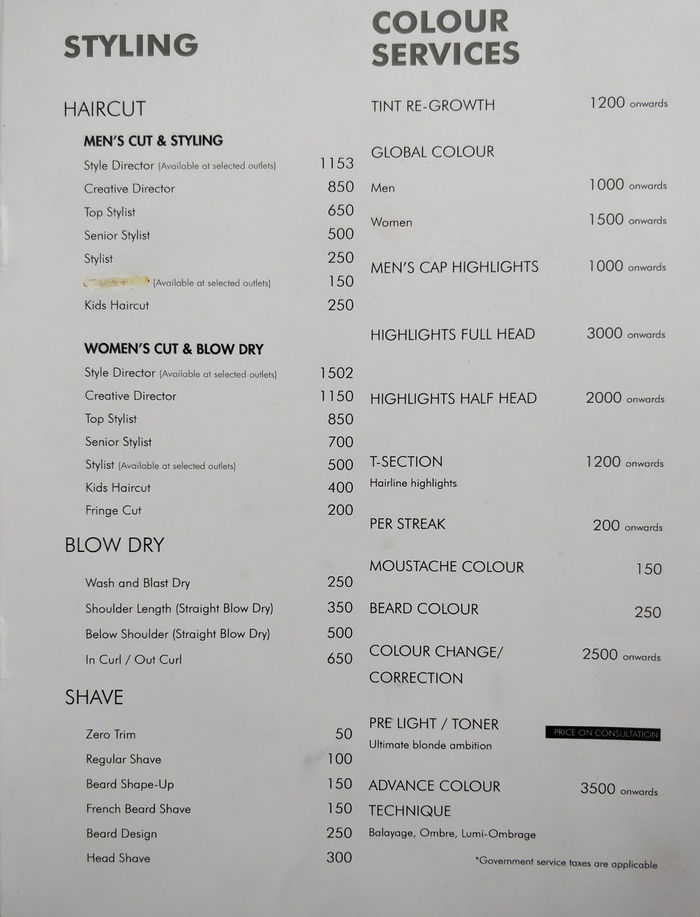 STYLING
HAIRCUT
MEN'S CUT & STYLING
Style Director (Available at selected outlets) 1153
Creative Director 850
Top Stylist 650
Senior Stylist 500
Stylist 250
(Available at selected outlets) 150
Kids Haircut 250
WOMEN'S CUT & BLOW DRY
Style Director (Available at selected outlets) 1502
Creative Director 1150
Top Stylist 850
Senior Stylist 700
Stylist (Available at selected outlets) 500
Kids Haircut 400
Fringe Cut 200
BLOW DRY
Wash and Blast Dry 250
Shoulder Length (Straight Blow Dry) 350
Below Shoulder (Straight Blow Dry) 500
In Curl / Out Curl 650
SHAVE
Zero Trim 50
Regular Shave 100
Beard Shape-Up 150
French Beard Shave 150
Beard Design 250
Head Shave 300
COLOUR
SERVICES
TINT RE-GROWTH 1200 onwards
GLOBAL COLOUR
Men 1000 onwards
Women 1500 onwards
MEN'S CAP HIGHLIGHTS 1000 onwards
HIGHLIGHTS FULL HEAD 3000 onwards
HIGHLIGHTS HALF HEAD 2000 onwards
T-SECTION 1200 onwards
Hairline highlights
PER STREAK 200 onwards
MOUSTACHE COLOUR 150
BEARD COLOUR 250
COLOUR CHANGE/ 2500 onwards
CORRECTION
PRE LIGHT / TONER PRICE ON CONSULTATION
Ultimate blonde ambition
ADVANCE COLOUR 3500 onwards
TECHNIQUE
Balayage, Ombre, Lumi-Ombrage
*Government service taxes are applicable